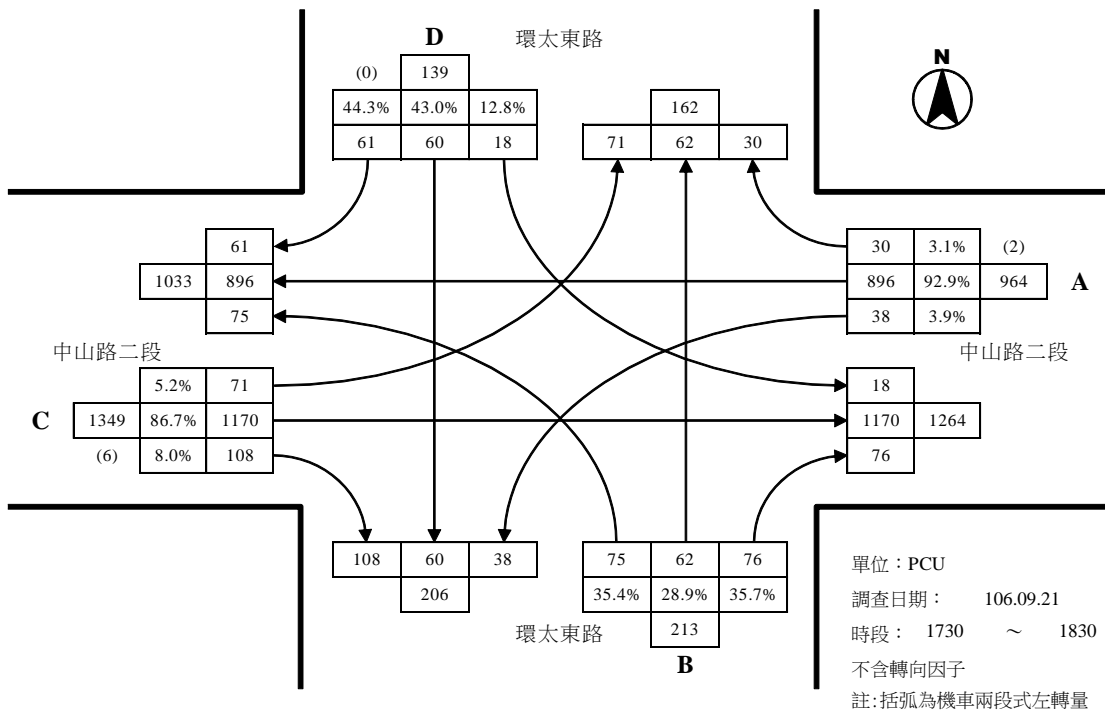 D 環太東路
N
(0) 139
44.3% 43.0% 12.8%
61 60 18
162
71 62 30
61
1033 896
75
30 3.1% (2)
896 92.9% 964 A
38 3.9%
中山路二段
中山路二段
5.2% 71
C 1349 86.7% 1170
(6) 8.0% 108
18
1170 1264
76
108 60 38
206
75 62 76
35.4% 28.9% 35.7%
213
環太東路
B
單位：PCU
調查日期： 106.09.21
時段： 1730 ～ 1830
不含轉向因子
註:括弧為機車兩段式左轉量